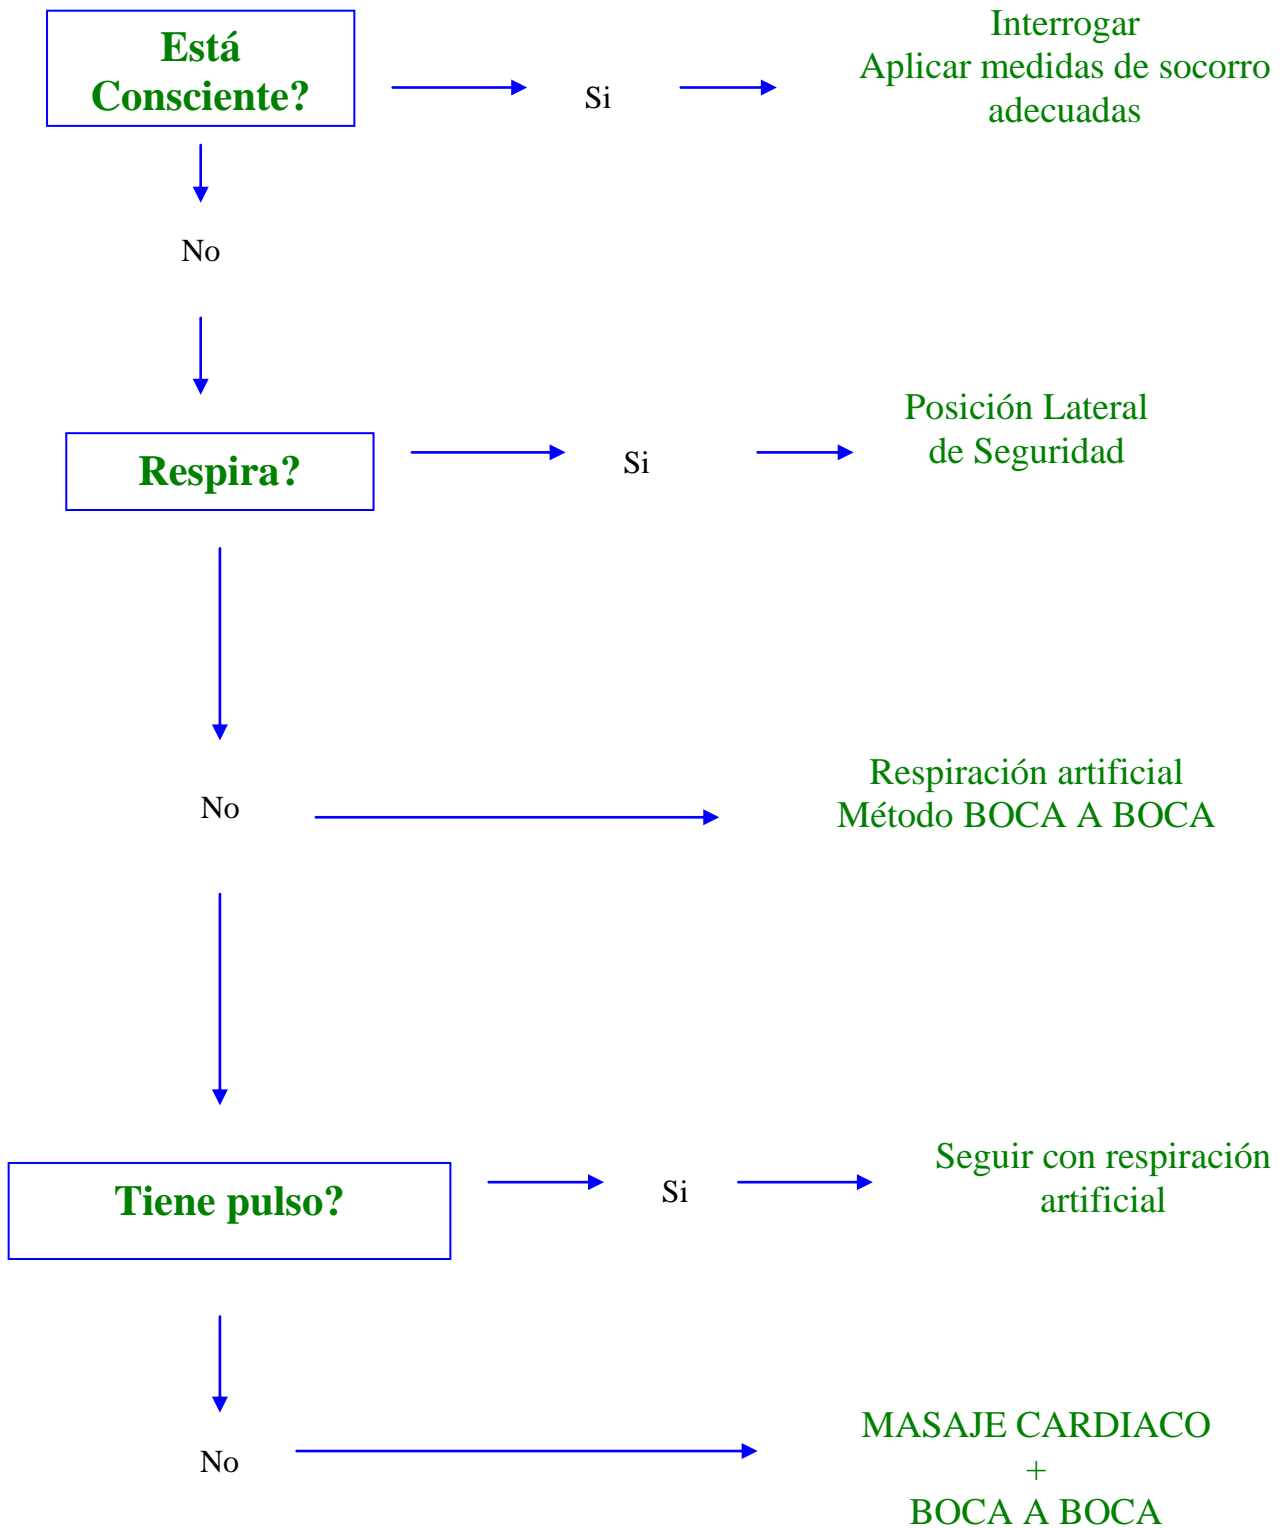 Está
Consciente?
Si
Interrogar
Aplicar medidas de socorro
adecuadas
No
Respira?
Si
Posición Lateral
de Seguridad
No
Respiración artificial
Método BOCA A BOCA
Tiene pulso?
Si
Seguir con respiración
artificial
No
MASAJE CARDIACO
+
BOCA A BOCA